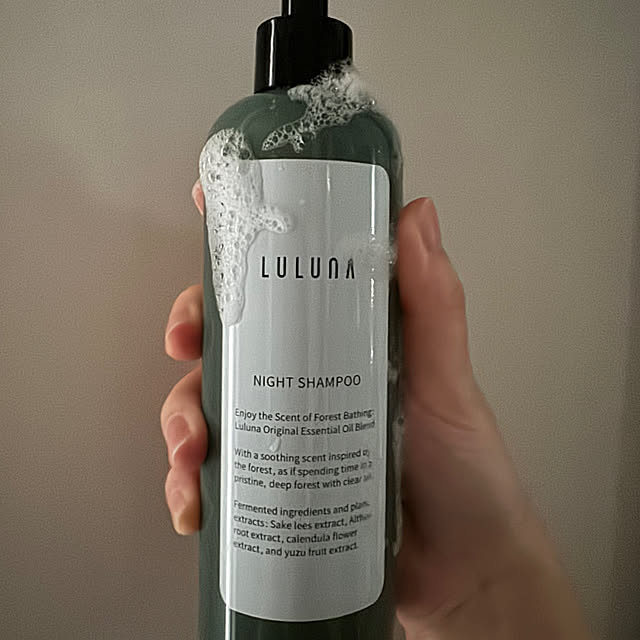 LULUNA
NIGHT SHAMPOO
Enjoy the Scent of Forest Bathing:
Luluna Original Essential Oil Blend
With a soothing scent inspired by
the forest, as if spending time in a
pristine, deep forest with clear
Fermented ingredients and plant
extracts: Sake lees extract, Althaea
root extract, calendula flower
extract, and yuzu fruit extract.